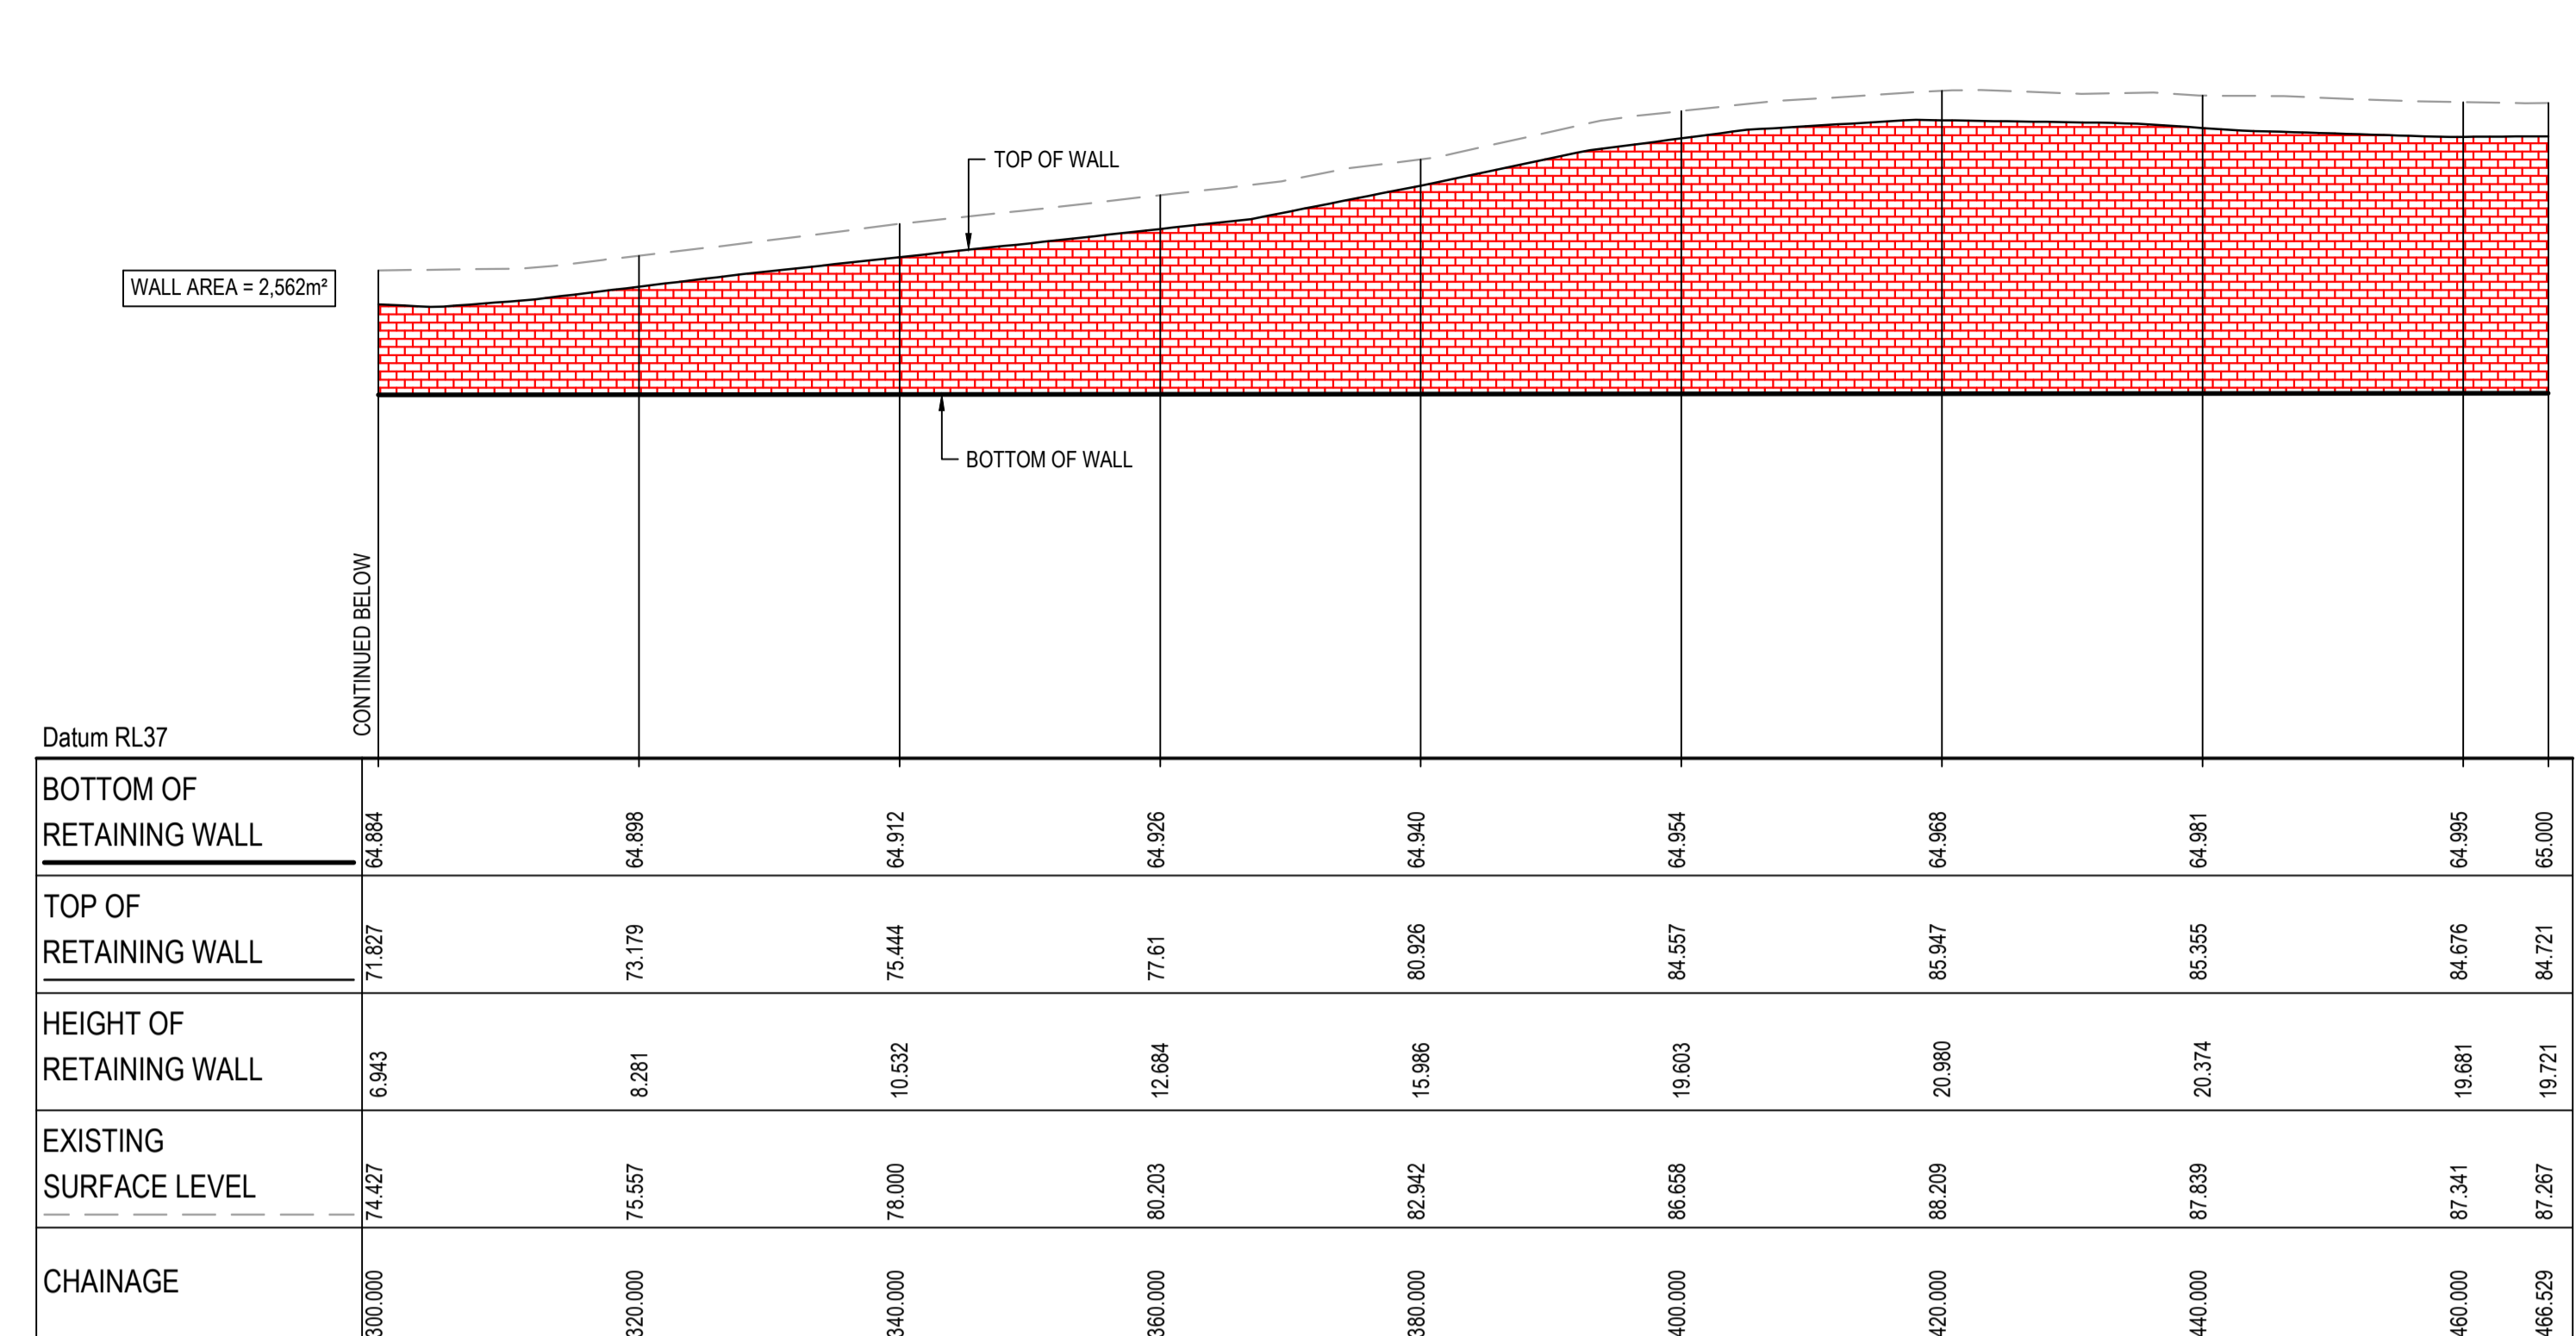 TOP OF WALL
WALL AREA = 2,562m²
BOTTOM OF WALL
CONTINUED BELOW
Datum RL37
BOTTOM OF
RETAINING WALL
64.884 64.898 64.912 64.926 64.940 64.954 64.968 64.981 64.995 65.000
TOP OF
RETAINING WALL
71.827 73.179 75.444 77.61 80.926 84.557 85.947 85.355 84.676 84.721
HEIGHT OF
RETAINING WALL
6.943 8.281 10.532 12.684 15.986 19.603 20.980 20.374 19.681 19.721
EXISTING
SURFACE LEVEL
74.427 75.557 78.000 80.203 82.942 86.658 88.209 87.839 87.341 87.267
CHAINAGE
300.000 320.000 340.000 360.000 380.000 400.000 420.000 440.000 460.000 466.529